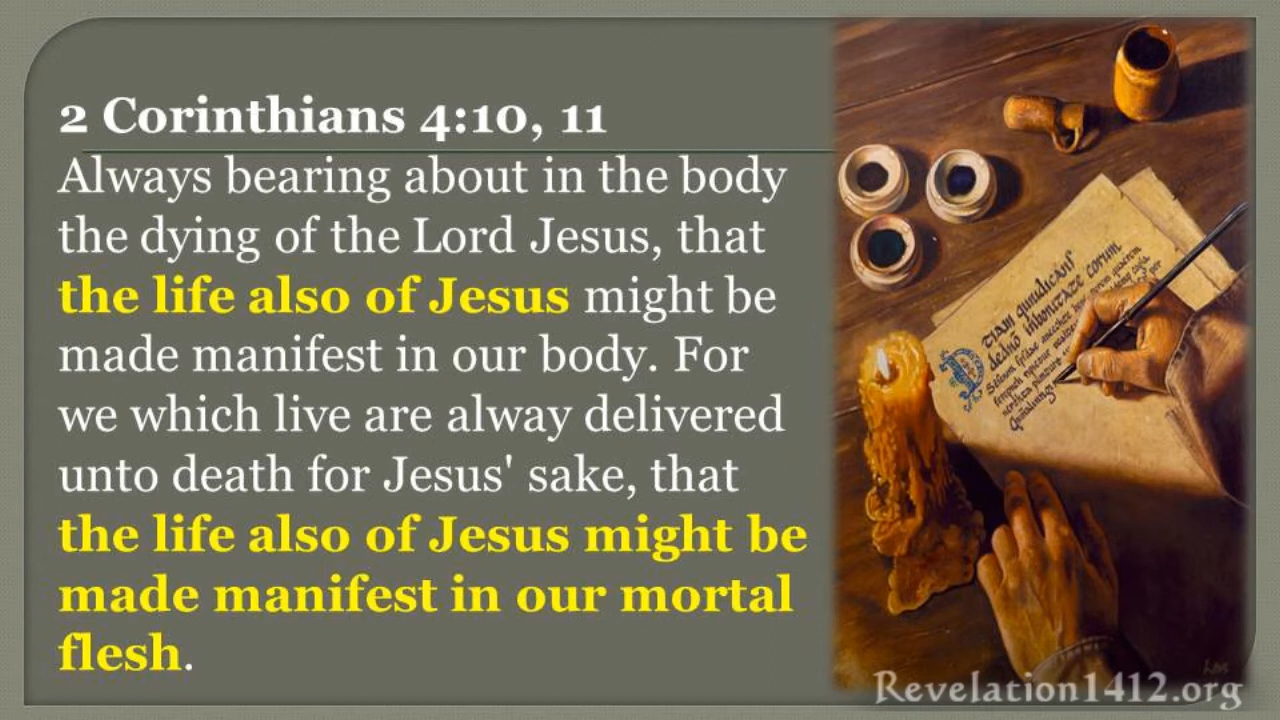 2 Corinthians 4:10, 11
Always bearing about in the body
the dying of the Lord Jesus, that
the life also of Jesus might be
made manifest in our body. For
we which live are alway delivered
unto death for Jesus' sake, that
the life also of Jesus might be
made manifest in our mortal
flesh.
Revelation1412.org